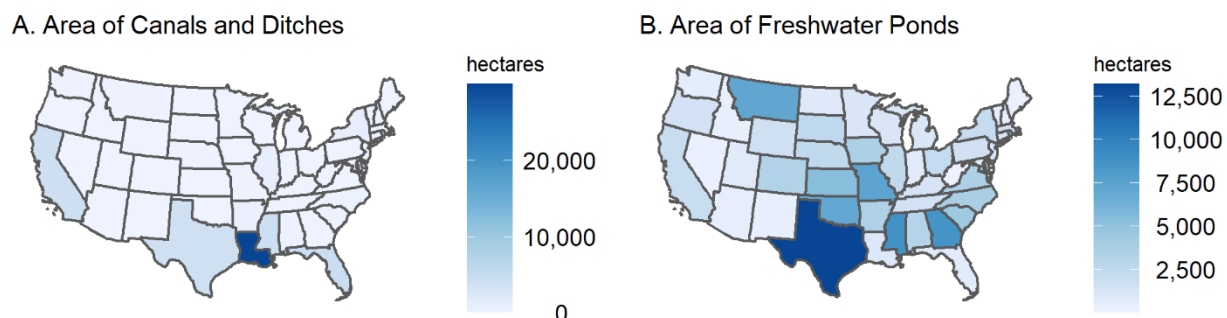 A. Area of Canals and Ditches
hectares
20,000
10,000
0
B. Area of Freshwater Ponds
hectares
12,500
10,000
7,500
5,000
2,500